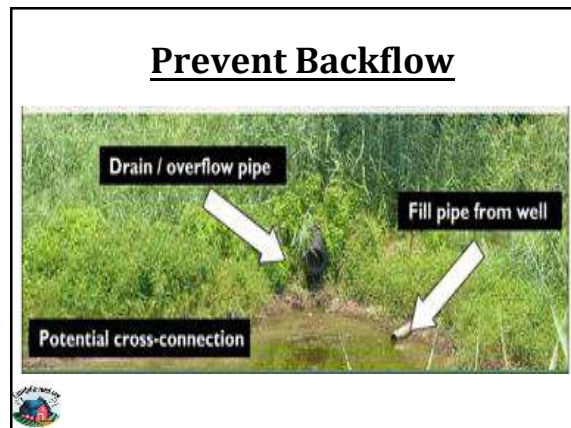 Prevent Backflow
Drain / overflow pipe
Fill pipe from well
Potential cross-connection